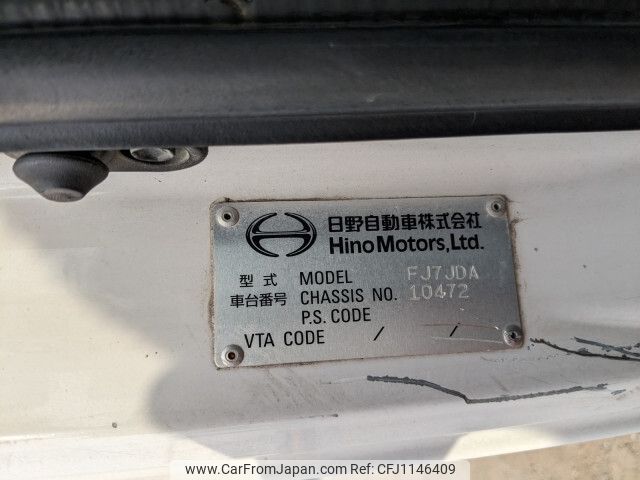 日野自動車株式会社
Hino Motors, Ltd.
型式 MODEL FJ7JDA
車台番号 CHASSIS NO. 10472
P.S. CODE
VTA CODE / /
www.CarFromJapan.com | CFJ1146409